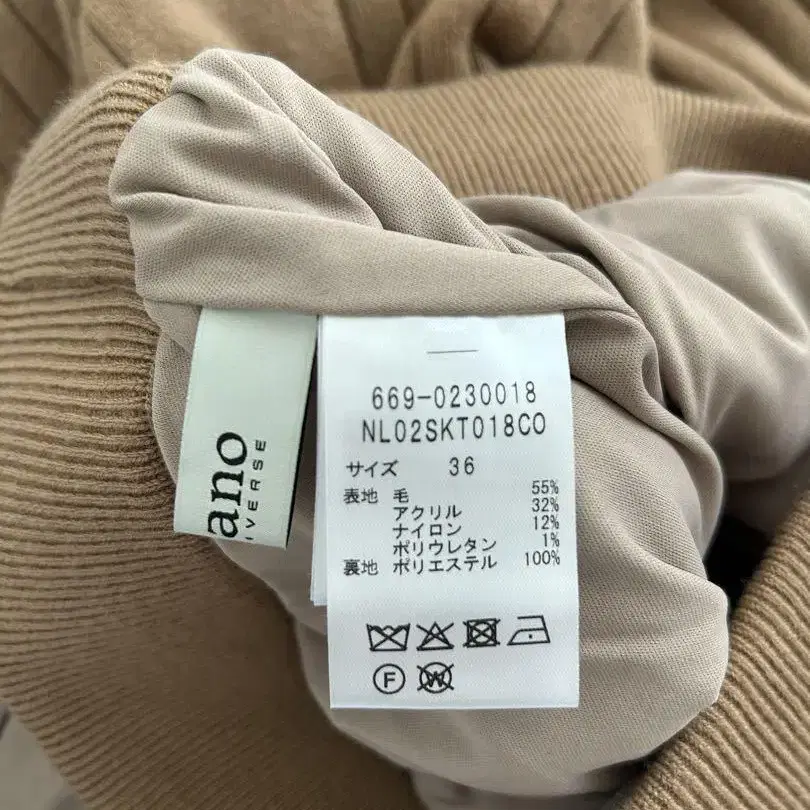 ano
IVERSE
669-0230018
NL02SKT018CO
サイズ 36
表地 毛 55%
アクリル 32%
ナイロン 12%
ポリウレタン 1%
裏地 ポリエステル 100%
F W